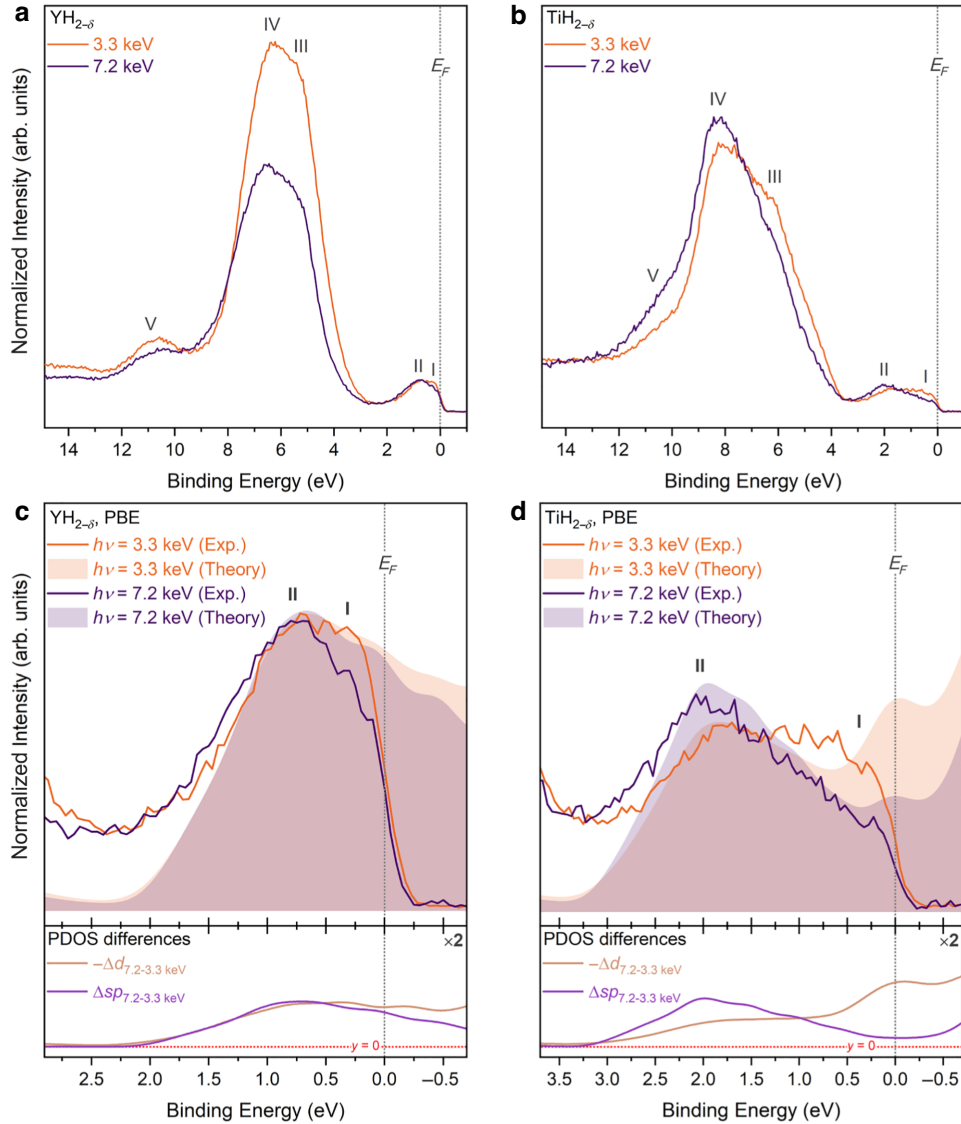 a
YH2–δ
3.3 keV
7.2 keV
IV
III
EF
V
II
I
Normalized Intensity (arb. units)
14 12 10 8 6 4 2 0
Binding Energy (eV)
b
TiH2–δ
3.3 keV
7.2 keV
IV
III
EF
V
II
I
14 12 10 8 6 4 2 0
Binding Energy (eV)
c
YH2–δ, PBE
hν = 3.3 keV (Exp.)
hν = 3.3 keV (Theory)
hν = 7.2 keV (Exp.)
hν = 7.2 keV (Theory)
EF
II
I
Normalized Intensity (arb. units)
PDOS differences
×2
–Δd7.2-3.3 keV
Δsp7.2-3.3 keV
y = 0
2.5 2.0 1.5 1.0 0.5 0.0 –0.5
Binding Energy (eV)
d
TiH2–δ, PBE
hν = 3.3 keV (Exp.)
hν = 3.3 keV (Theory)
hν = 7.2 keV (Exp.)
hν = 7.2 keV (Theory)
EF
II
I
PDOS differences
×2
–Δd7.2-3.3 keV
Δsp7.2-3.3 keV
y = 0
3.5 3.0 2.5 2.0 1.5 1.0 0.5 0.0 –0.5
Binding Energy (eV)